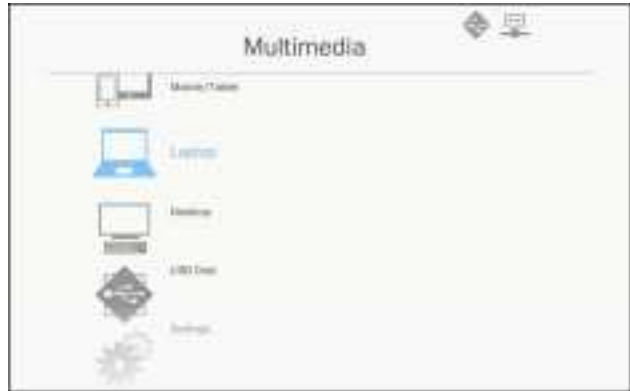 Multimedia
Mobile/Tablet
Laptop
Desktop
USB Disk
Settings